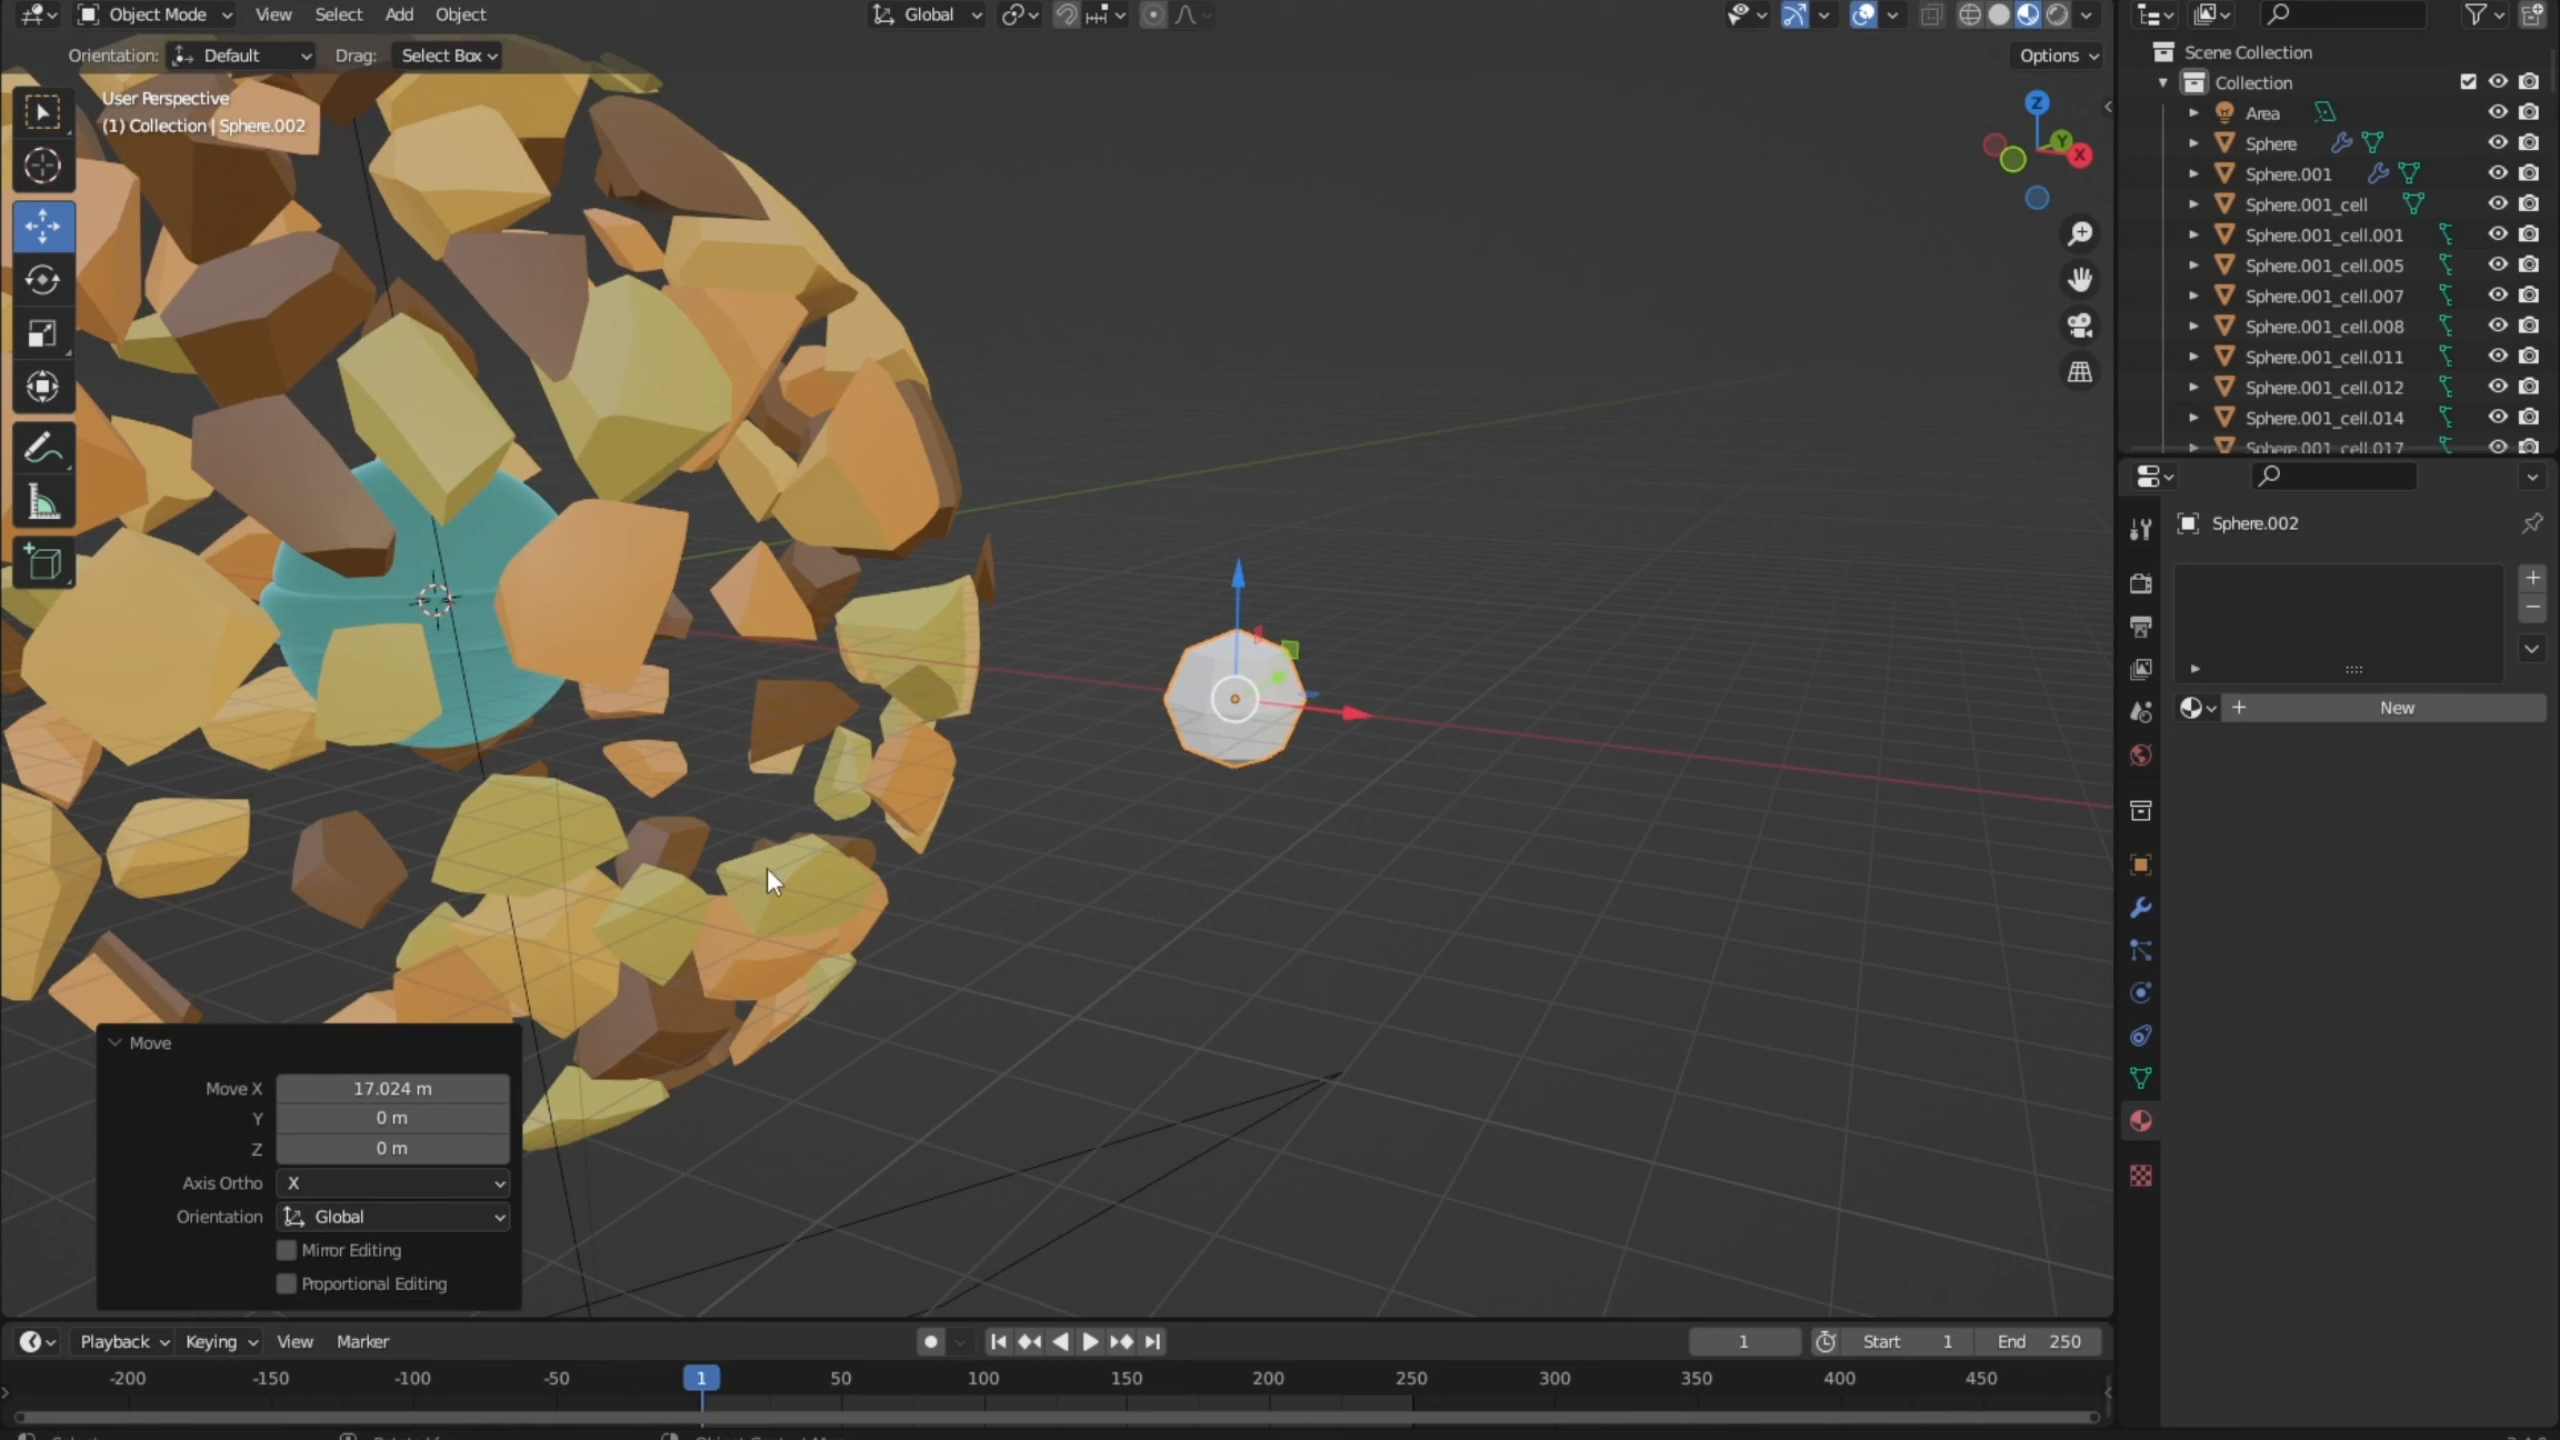 Object Mode View Select Add Object Global
Orientation: Default Drag: Select Box Options
User Perspective
(1) Collection | Sphere.002
Z
Y
X
Scene Collection
Collection
Area
Sphere
Sphere.001
Sphere.001_cell
Sphere.001_cell.001
Sphere.001_cell.005
Sphere.001_cell.007
Sphere.001_cell.008
Sphere.001_cell.011
Sphere.001_cell.012
Sphere.001_cell.014
Sphere.001_cell.017
Sphere.002
New
Move
Move X 17.024 m
Y 0 m
Z 0 m
Axis Ortho X
Orientation Global
Mirror Editing
Proportional Editing
Playback Keying View Marker 1 Start 1 End 250
-200 -150 -100 -50 1 50 100 150 200 250 300 350 400 450